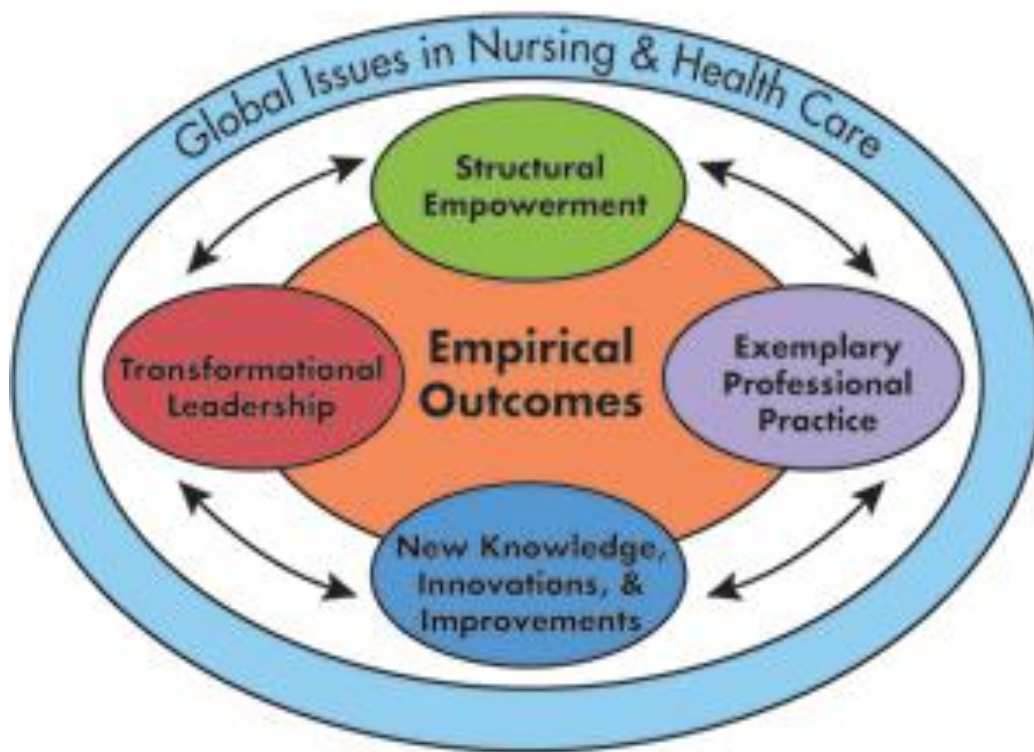 Global Issues in Nursing & Health Care
Structural
Empowerment
Transformational
Leadership
Empirical
Outcomes
Exemplary
Professional
Practice
New Knowledge,
Innovations, &
Improvements